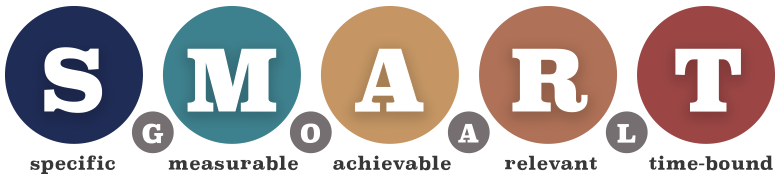 S M A R T
G O A L
specific measurable achievable relevant time-bound